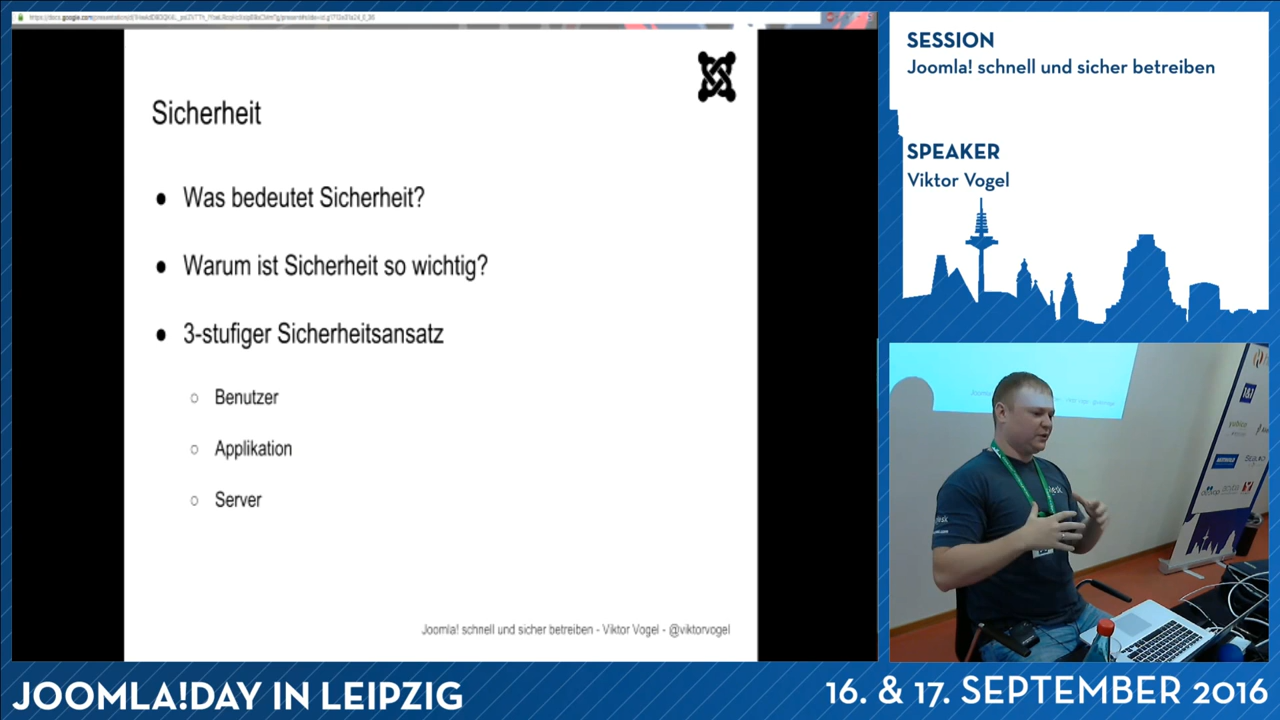 Sicherheit
● Was bedeutet Sicherheit?
● Warum ist Sicherheit so wichtig?
● 3-stufiger Sicherheitsansatz
○ Benutzer
○ Applikation
○ Server
Joomla! schnell und sicher betreiben - Viktor Vogel - @viktorvogel
SESSION
Joomla! schnell und sicher betreiben
SPEAKER
Viktor Vogel
JOOMLA!DAY IN LEIPZIG
16. & 17. SEPTEMBER 2016